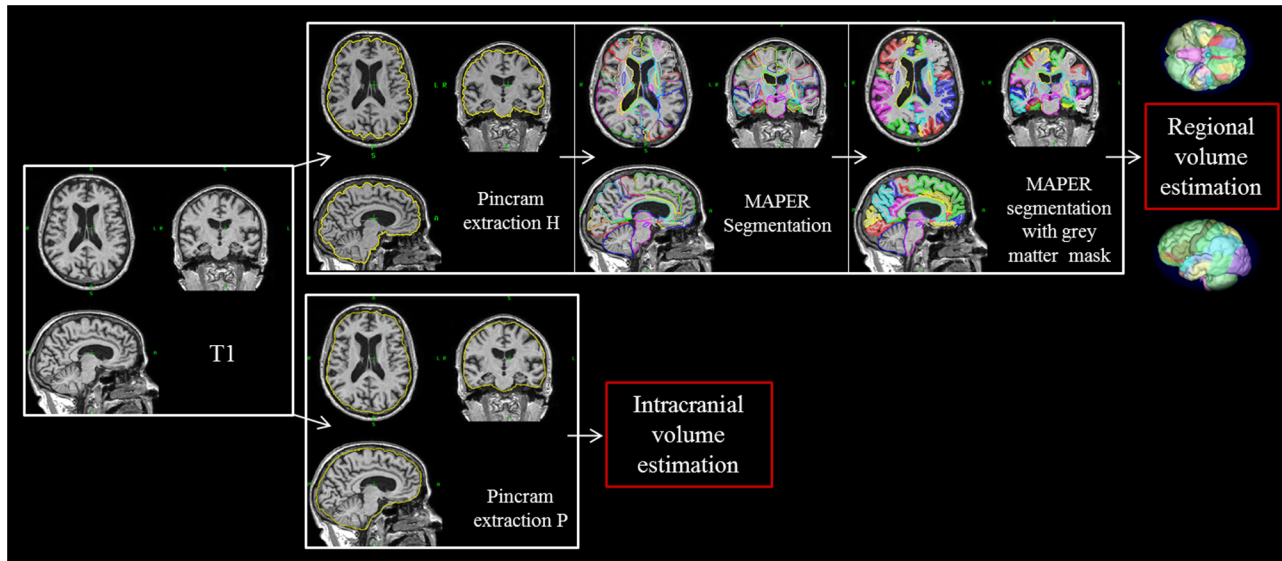 T1
Pincram
extraction H
MAPER
Segmentation
MAPER
segmentation
with grey
matter mask
Regional
volume
estimation
Pincram
extraction P
Intracranial
volume
estimation